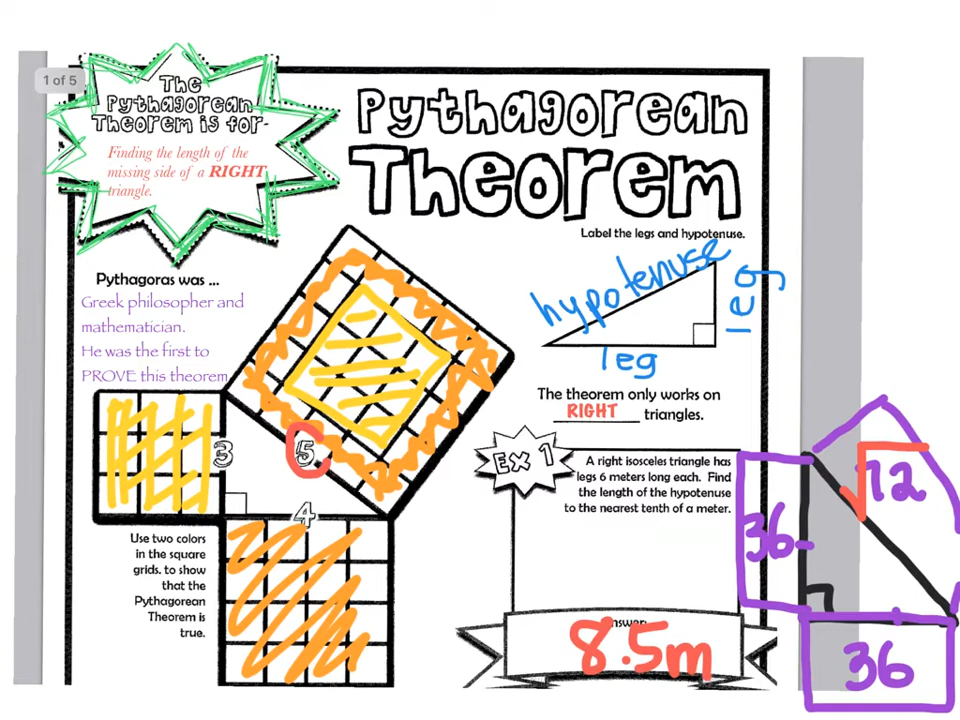 1 of 5
The
Pythagorean
Theorem is for
Finding the length of the
missing side of a RIGHT
triangle.
Pythagorean
Theorem
Label the legs and hypotenuse.
hypotenuse
leg
leg
Pythagoras was ...
Greek philosopher and
mathematician.
He was the first to
PROVE this theorem
3
5
4
The theorem only works on
RIGHT triangles.
Ex 1
A right isosceles triangle has
legs 6 meters long each. Find
the length of the hypotenuse
to the nearest tenth of a meter.
√72
36
36
Use two colors
in the square
grids. to show
that the
Pythagorean
Theorem is
true.
Answer:
8.5m